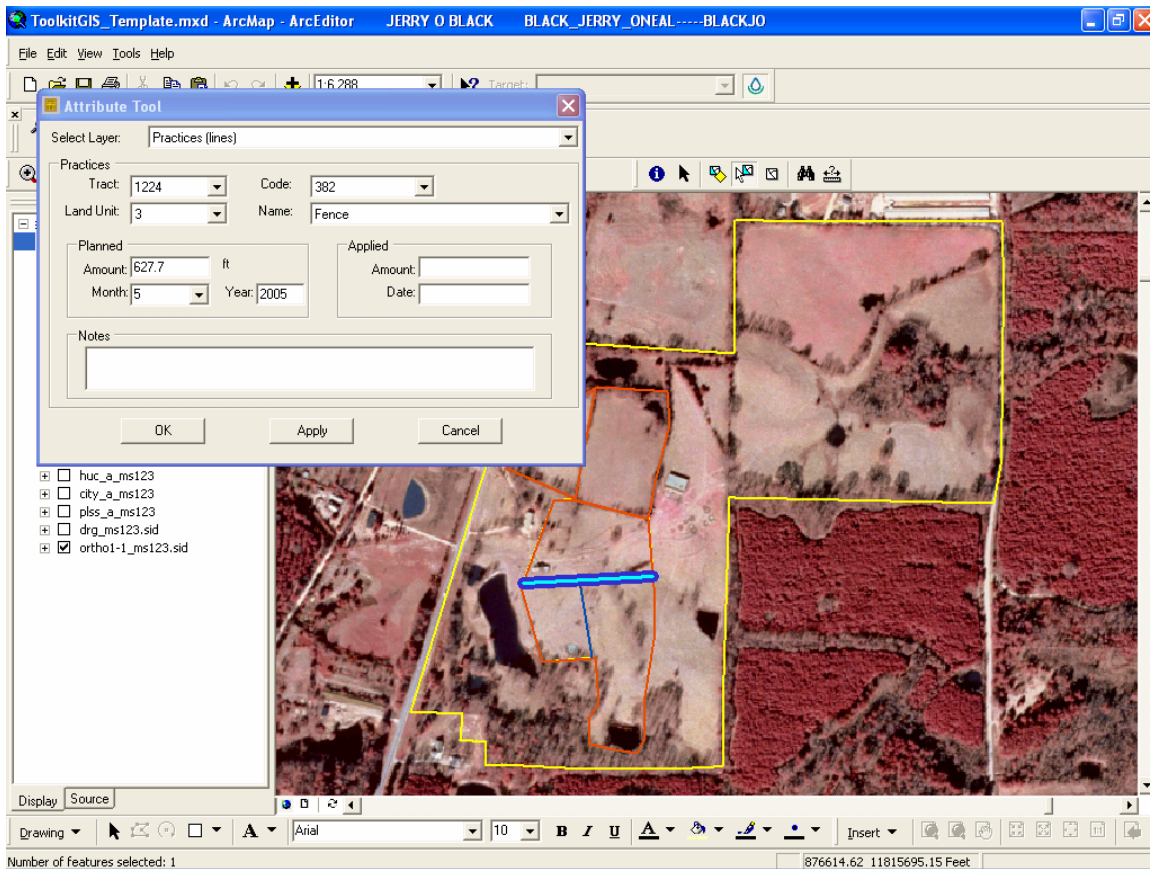 ToolkitGIS_Template.mxd - ArcMap - ArcEditor JERRY O BLACK BLACK_JERRY_ONEAL-----BLACKJO
File Edit View Tools Help
1:6,288 Target:
Attribute Tool
Select Layer: Practices (lines)
Practices
Tract: 1224 Code: 382
Land Unit: 3 Name: Fence
Planned Applied
Amount: 627.7 ft Amount:
Month: 5 Year: 2005 Date:
Notes
OK Apply Cancel
huc_a_ms123
city_a_ms123
plss_a_ms123
drg_ms123.sid
ortho1-1_ms123.sid
Display Source
Drawing A Arial 10 B I U A Insert
Number of features selected: 1 876614.62 11815695.15 Feet